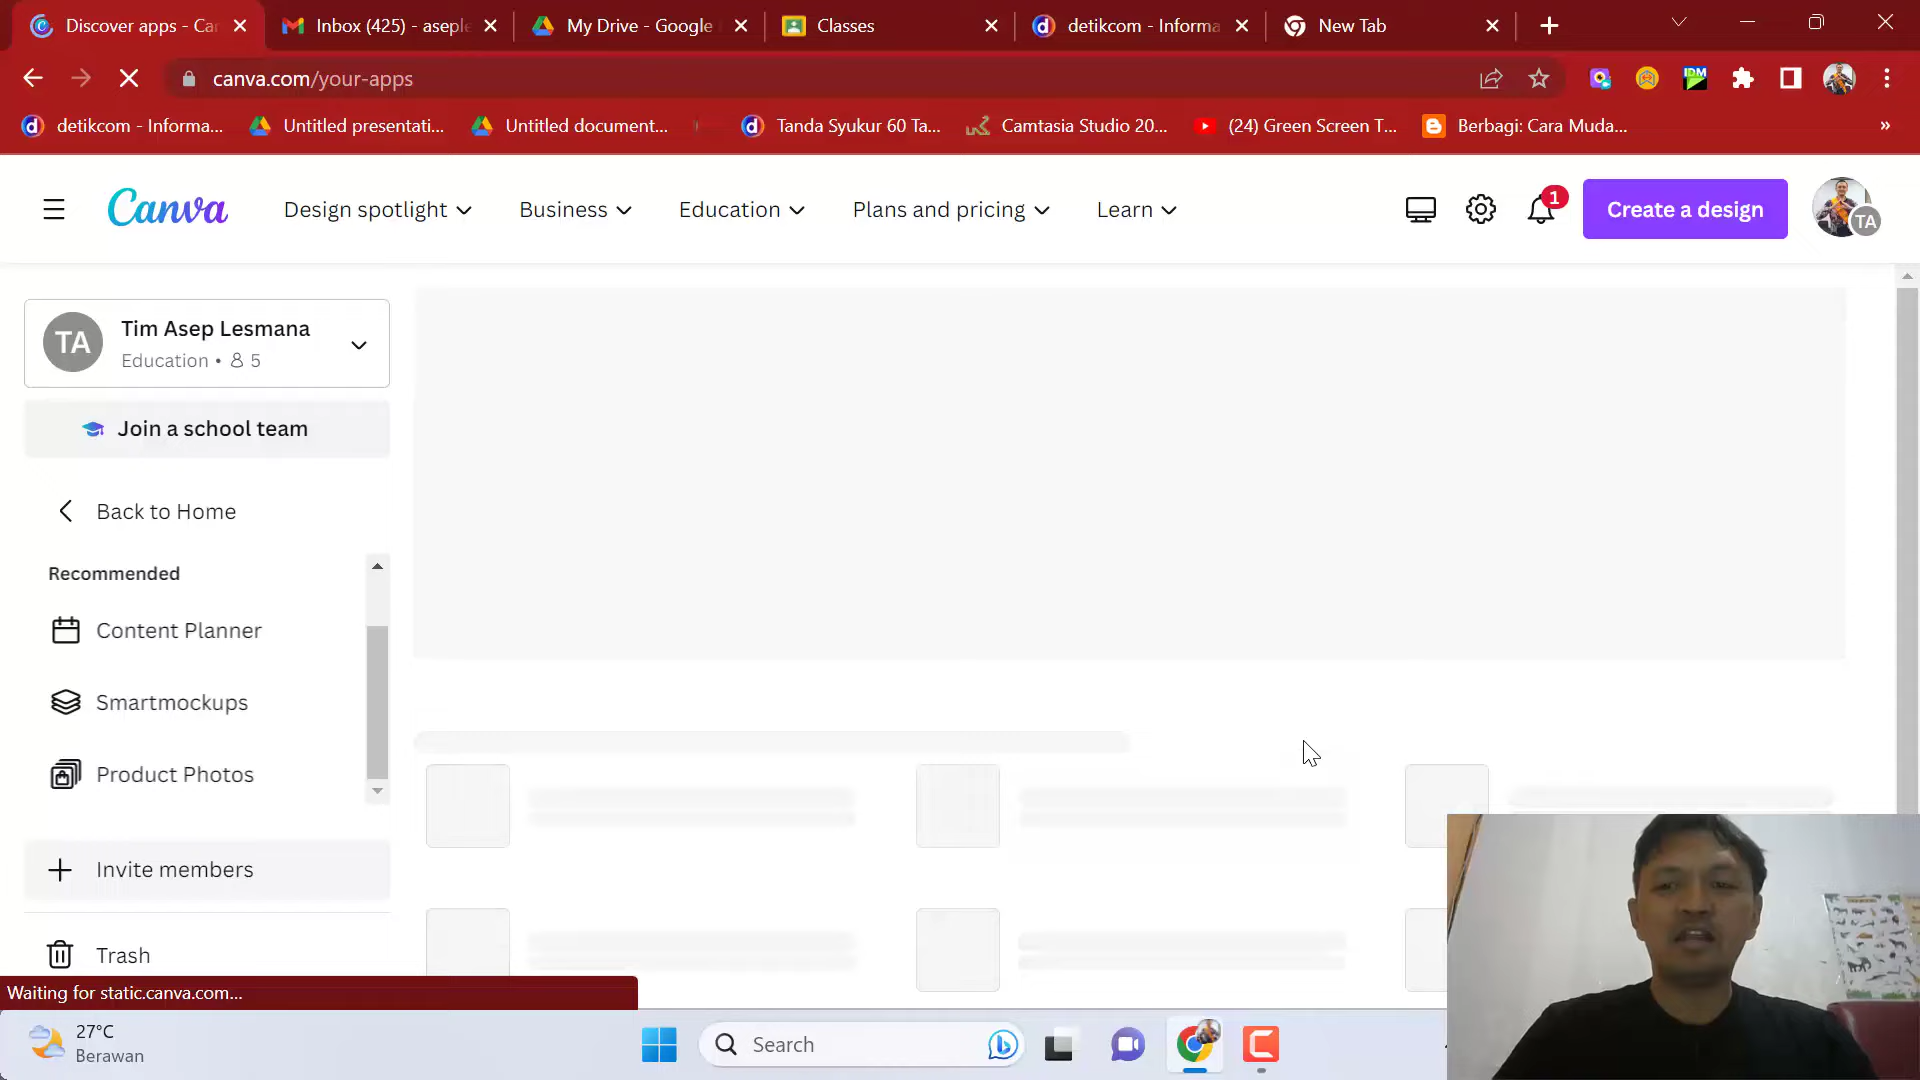 Discover apps - Ca
Inbox (425) - aseple
My Drive - Google
Classes
detikcom - Informa
New Tab
canva.com/your-apps
IDM
detikcom - Informa...
Untitled presentati...
Untitled document...
Tanda Syukur 60 Ta...
Camtasia Studio 20...
(24) Green Screen T...
Berbagi: Cara Muda...
»
Canva
Design spotlight
Business
Education
Plans and pricing
Learn
1
Create a design
TA
TA
Tim Asep Lesmana
Education • 5
Join a school team
Back to Home
Recommended
Content Planner
Smartmockups
Product Photos
Invite members
Trash
Waiting for static.canva.com...
27°C
Berawan
Search